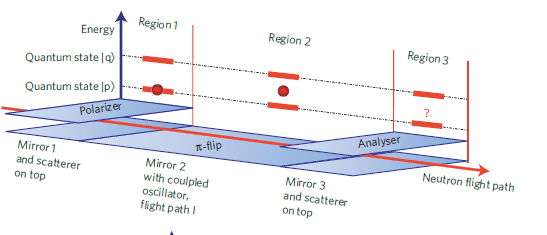 Energy
Region 1
Region 2
Region 3
Quantum state |q⟩
Quantum state |p⟩
?
Polarizer
π-flip
Analyser
Mirror 1
and scatterer
on top
Mirror 2
with coulpled
oscillator,
flight path l
Mirror 3
and scatterer
on top
Neutron flight path